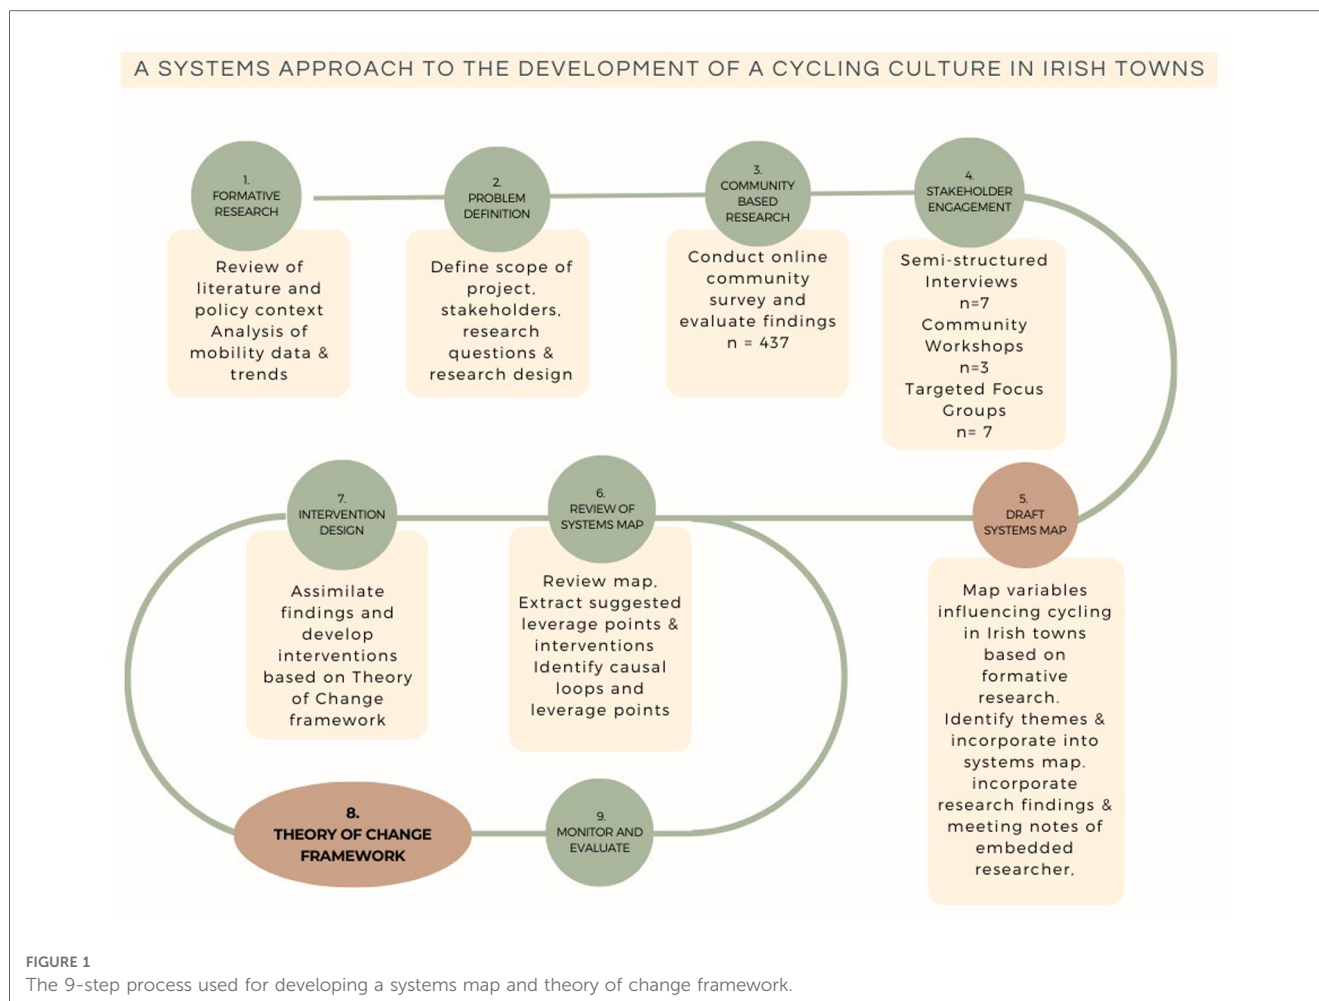 A SYSTEMS APPROACH TO THE DEVELOPMENT OF A CYCLING CULTURE IN IRISH TOWNS
1.
FORMATIVE
RESEARCH
Review of
literature and
policy context
Analysis of
mobility data &
trends
2.
PROBLEM
DEFINITION
Define scope of
project,
stakeholders,
research
questions &
research design
3.
COMMUNITY
BASED
RESEARCH
Conduct online
community
survey and
evaluate findings
n = 437
4.
STAKEHOLDER
ENGAGEMENT
Semi-structured
Interviews
n=7
Community
Workshops
n=3
Targeted Focus
Groups
n= 7
5.
DRAFT
SYSTEMS MAP
Map variables
influencing cycling
in Irish towns
based on
formative
research.
Identify themes &
incorporate into
systems map.
incorporate
research findings &
meeting notes of
embedded
researcher,
6.
REVIEW OF
SYSTEMS MAP
Review map,
Extract suggested
leverage points &
interventions
Identify causal
loops and
leverage points
7.
INTERVENTION
DESIGN
Assimilate
findings and
develop
interventions
based on Theory
of Change
framework
8.
THEORY OF CHANGE
FRAMEWORK
9.
MONITOR AND
EVALUATE
FIGURE 1
The 9-step process used for developing a systems map and theory of change framework.